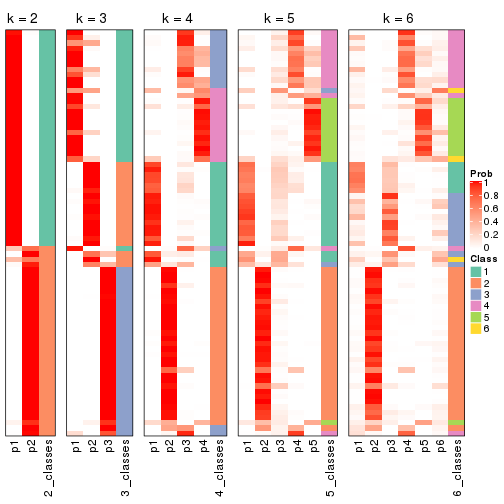 k = 2
k = 3
k = 4
k = 5
k = 6
p1
p2
2_classes
p1
p2
p3
3_classes
p1
p2
p3
p4
4_classes
p1
p2
p3
p4
p5
5_classes
p1
p2
p3
p4
p5
p6
6_classes
Prob
1
0.8
0.6
0.4
0.2
0
Class
1
2
3
4
5
6